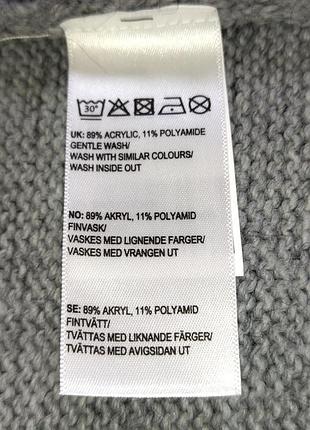 30°
UK: 89% ACRYLIC, 11% POLYAMIDE
GENTLE WASH/
WASH WITH SIMILAR COLOURS/
WASH INSIDE OUT
NO: 89% AKRYL, 11% POLYAMID
FINVASK/
VASKES MED LIGNENDE FARGER/
VASKES MED VRANGEN UT
SE: 89% AKRYL, 11% POLYAMID
FINTVÄTT/
TVÄTTAS MED LIKNANDE FÄRGER/
TVÄTTAS MED AVIGSIDAN UT